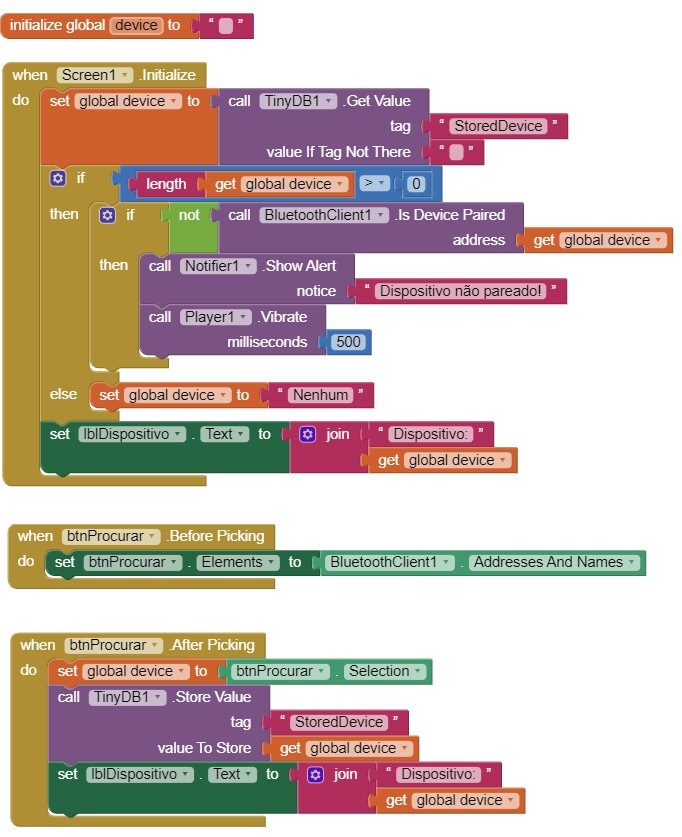 initialize global device to “ ”
when Screen1 .Initialize
do set global device to call TinyDB1 .Get Value
tag “ StoredDevice ”
value If Tag Not There “ ”
if length get global device > 0
then if not call BluetoothClient1 .Is Device Paired
address get global device
then call Notifier1 .Show Alert
notice “ Dispositivo não pareado! ”
call Player1 .Vibrate
milliseconds 500
else set global device to “ Nenhum ”
set lblDispositivo . Text to join “ Dispositivo: ”
get global device
when btnProcurar .Before Picking
do set btnProcurar . Elements to BluetoothClient1 . Addresses And Names
when btnProcurar .After Picking
do set global device to btnProcurar . Selection
call TinyDB1 .Store Value
tag “ StoredDevice ”
value To Store get global device
set lblDispositivo . Text to join “ Dispositivo: ”
get global device